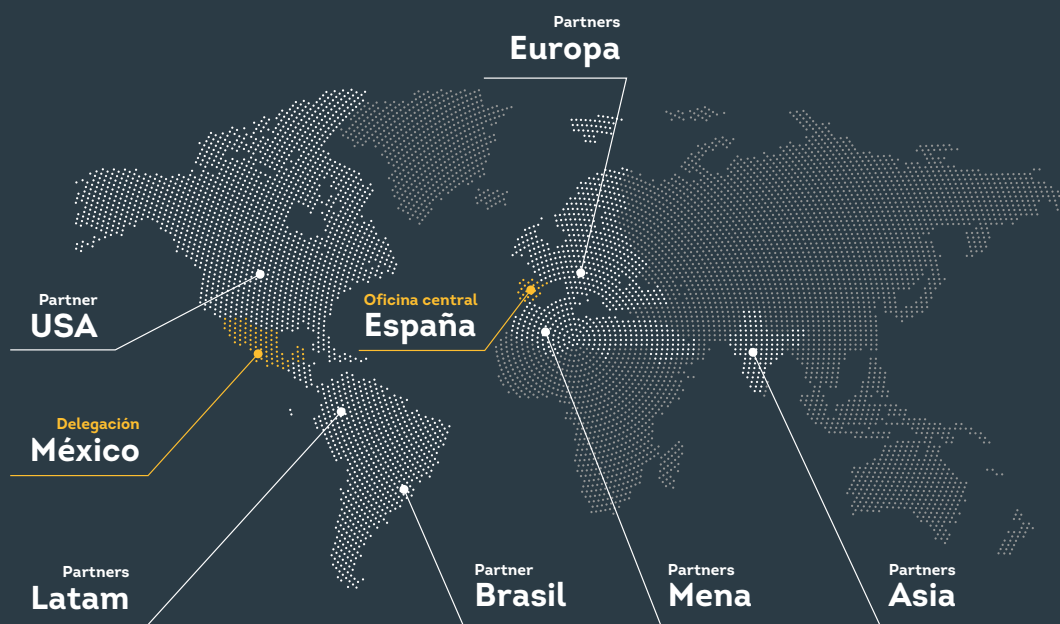 Partners
Europa
Partner
USA
Oficina central
España
Delegación
México
Partners
Latam
Partner
Brasil
Partners
Mena
Partners
Asia